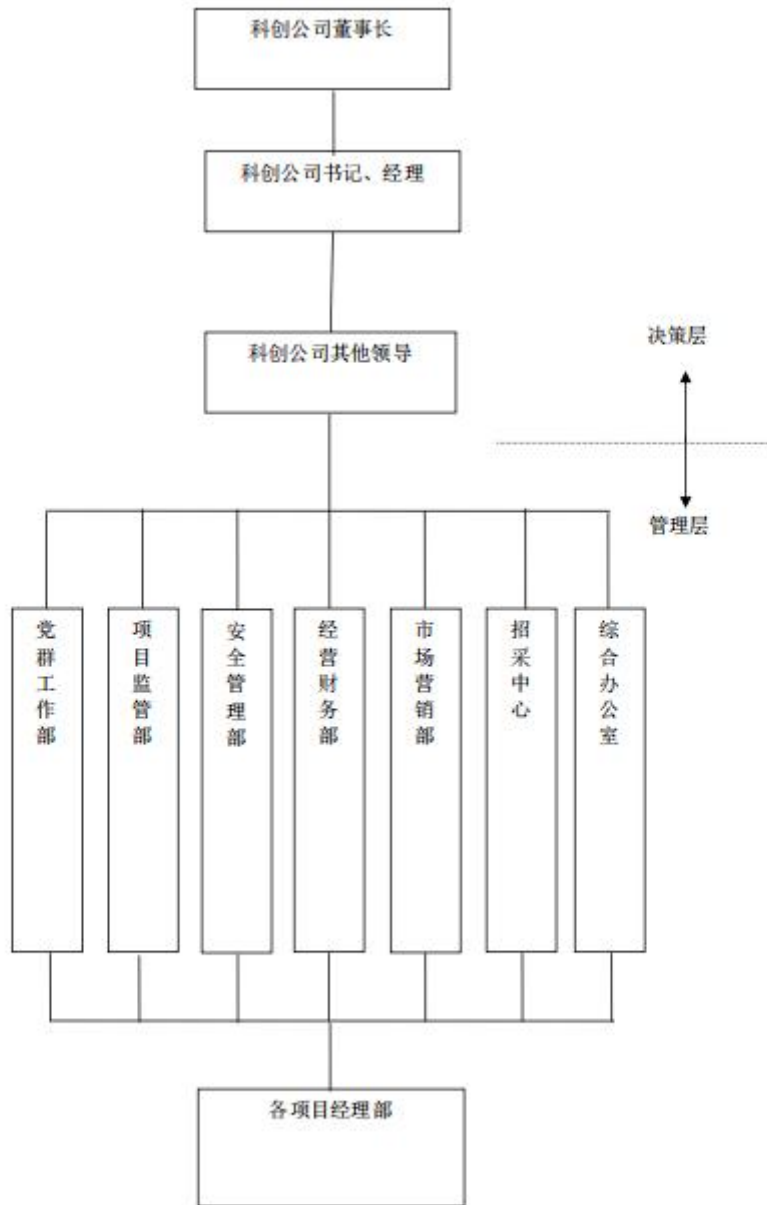 科创公司董事长
科创公司书记、经理
科创公司其他领导
决策层
管理层
党群工作部
项目监管部
安全管理部
经营财务部
市场营销部
招采中心
综合办公室
各项目经理部